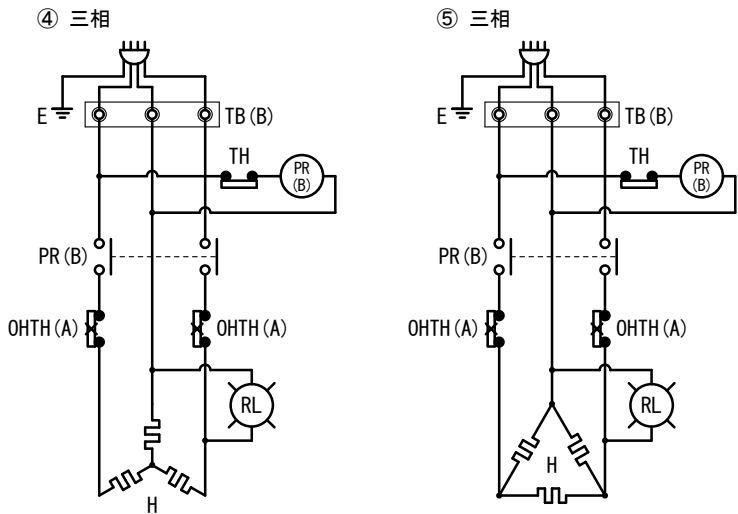 ④ 三相
E
TB(B)
TH
PR
(B)
PR(B)
OHTH(A)
OHTH(A)
RL
H
⑤ 三相
E
TB(B)
TH
PR
(B)
PR(B)
OHTH(A)
OHTH(A)
RL
H